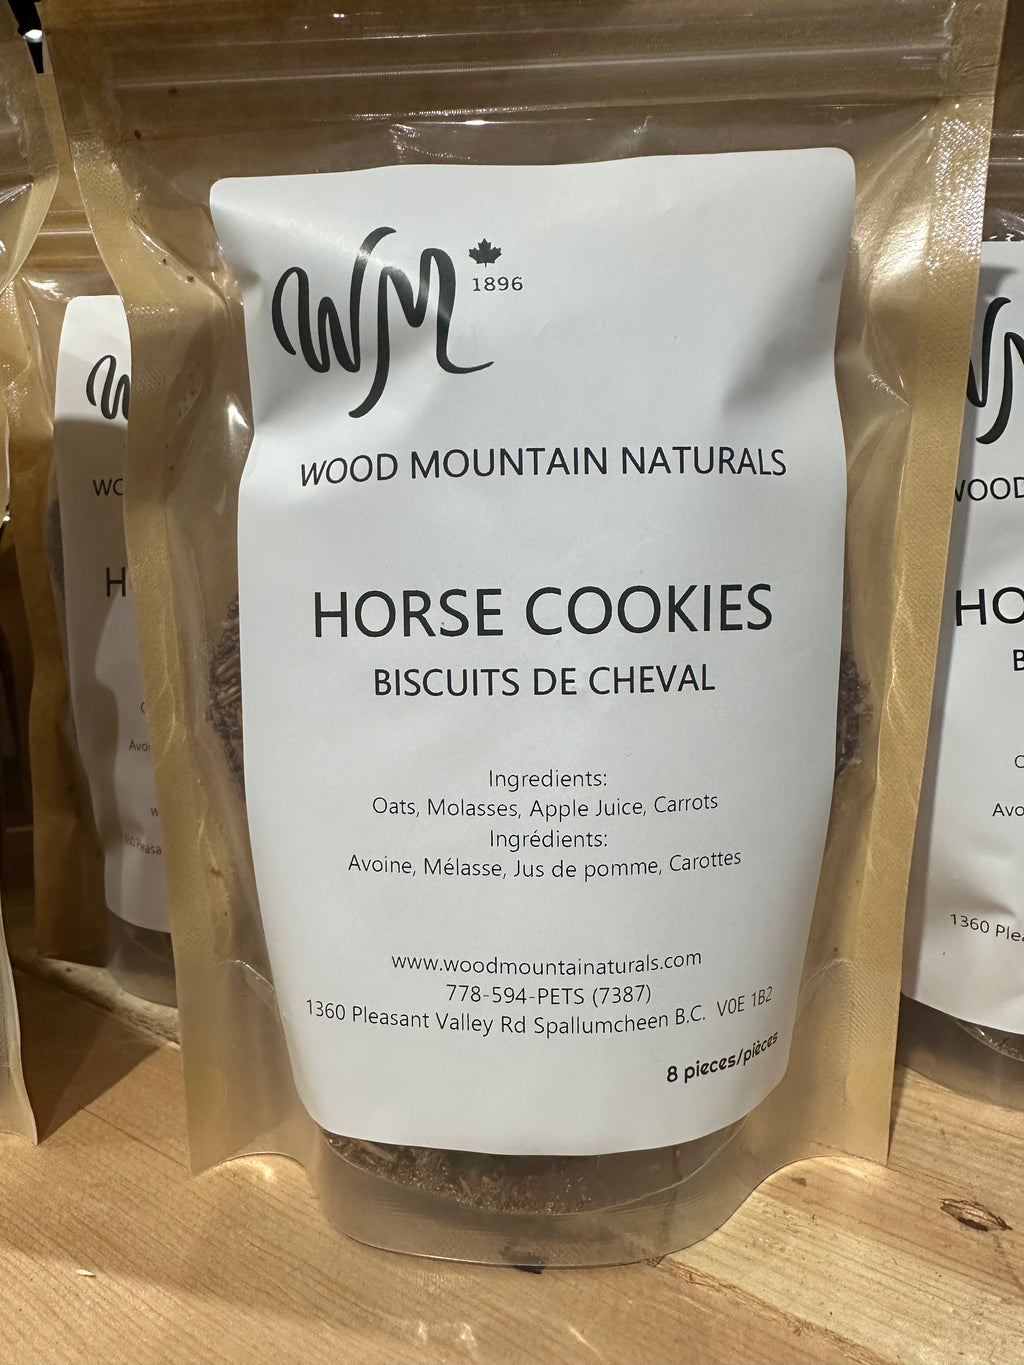 WM
1896
WOOD MOUNTAIN NATURALS
HORSE COOKIES
BISCUITS DE CHEVAL
Ingredients:
Oats, Molasses, Apple Juice, Carrots
Ingrédients:
Avoine, Mélasse, Jus de pomme, Carottes
www.woodmountainaturals.com
778-594-PETS (7387)
1360 Pleasant Valley Rd Spallumcheen B.C. V0E 1B2
8 pieces/pièces